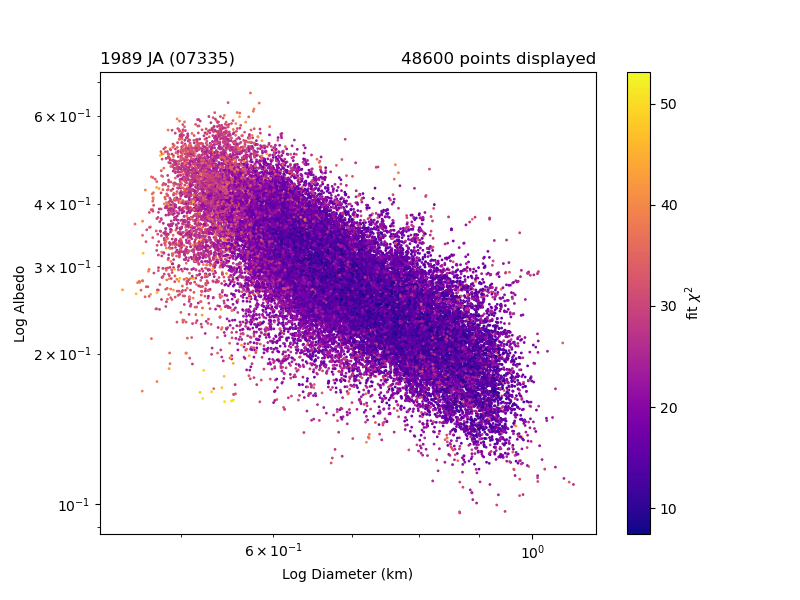 1989 JA (07335)
48600 points displayed
6 × 10⁻¹
4 × 10⁻¹
3 × 10⁻¹
2 × 10⁻¹
10⁻¹
Log Albedo
6 × 10⁻¹
10⁰
Log Diameter (km)
50
40
30
20
10
fit χ²